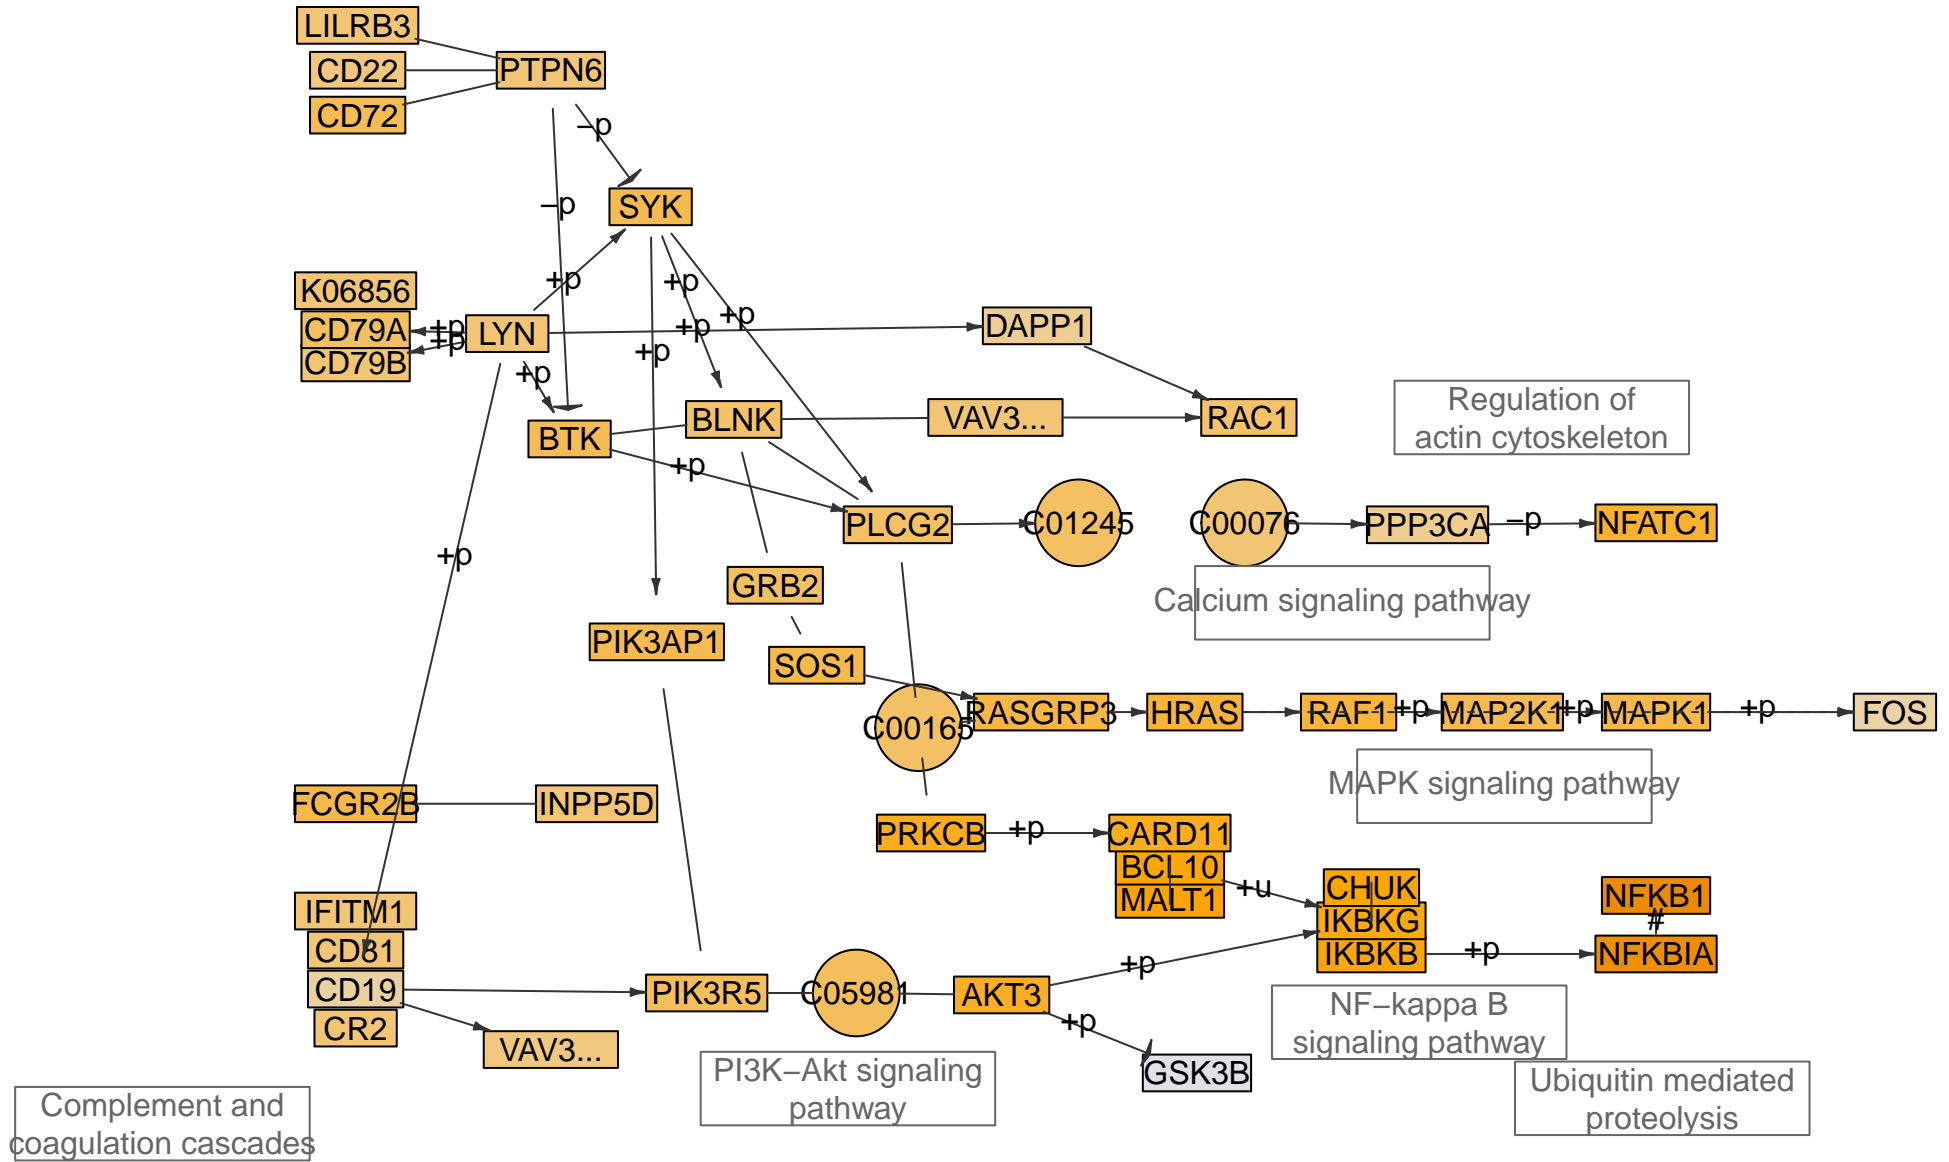 LILRB3
CD22
PTPN6
CD72
–p
SYK
–p
+p
+p
K06856
CD79A
+p
LYN
+p
+p
DAPP1
CD79B
+p
+p
+p
BTK
BLNK
VAV3...
RAC1
Regulation of
actin cytoskeleton
+p
PLCG2
C01245
C00076
PPP3CA
–p
NFATC1
+p
GRB2
Calcium signaling pathway
PIK3AP1
SOS1
C00165
RASGRP3
HRAS
RAF1
+p
MAP2K1
+p
MAPK1
+p
FOS
MAPK signaling pathway
FCGR2B
INPP5D
PRKCB
+p
CARD11
BCL10
MALT1
+u
CHUK
IKBKG
IKBKB
NFKB1
#
+p
NFKBIA
IFITM1
CD81
CD19
CR2
VAV3...
PIK3R5
C05981
AKT3
+p
+p
GSK3B
NF–kappa B
signaling pathway
PI3K–Akt signaling
pathway
Ubiquitin mediated
proteolysis
Complement and
coagulation cascades